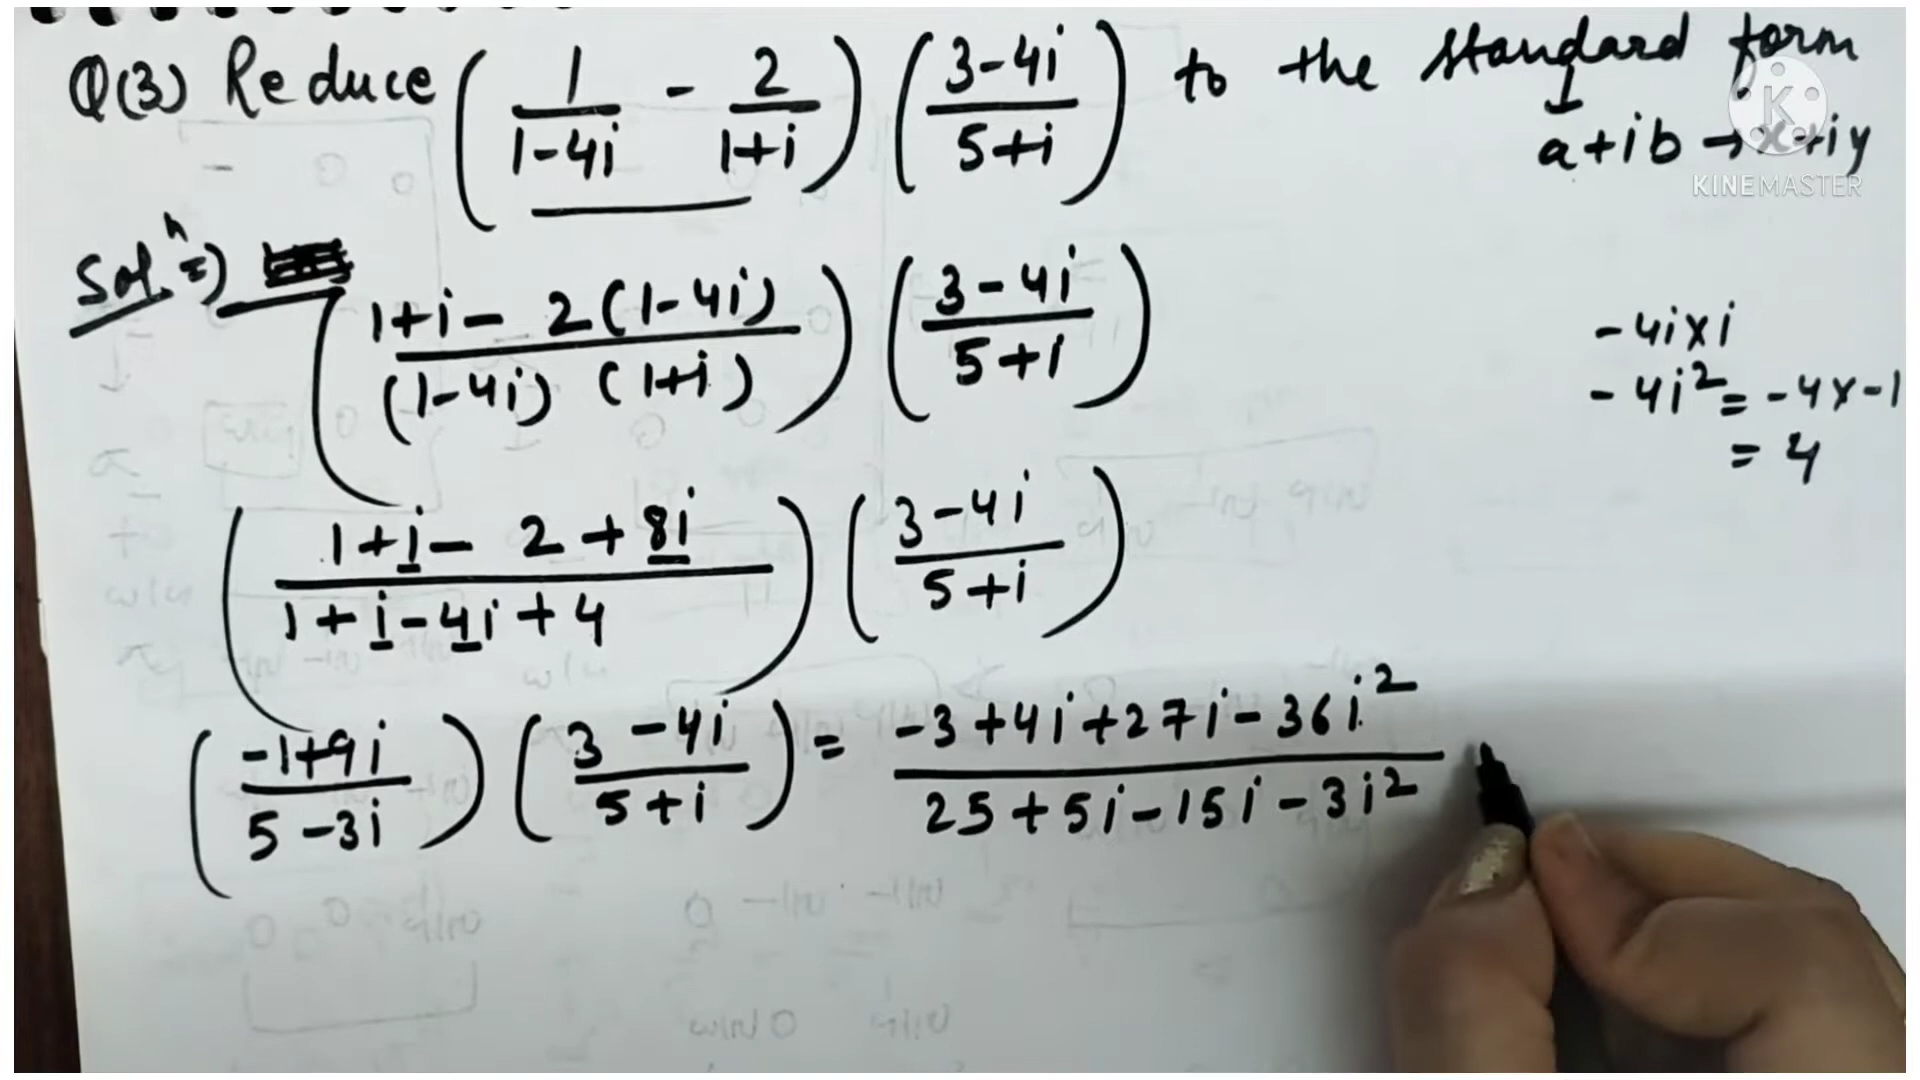 Q(3) Reduce (1/(1-4i) - 2/(1+i)) ((3-4i)/(5+i)) to the standard form
a+ib → x+iy
KINEMASTER
Solⁿ ⇒ ((1+i- 2(1-4i))/((1-4i) (1+i))) ((3-4i)/(5+i))
-4i×i
-4i² = -4×-1
= 4
((1+i- 2+8i)/(1+i-4i+4)) ((3-4i)/(5+i))
((-1+9i)/(5-3i)) ((3-4i)/(5+i)) = (-3+4i+27i-36i²)/(25+5i-15i-3i²)